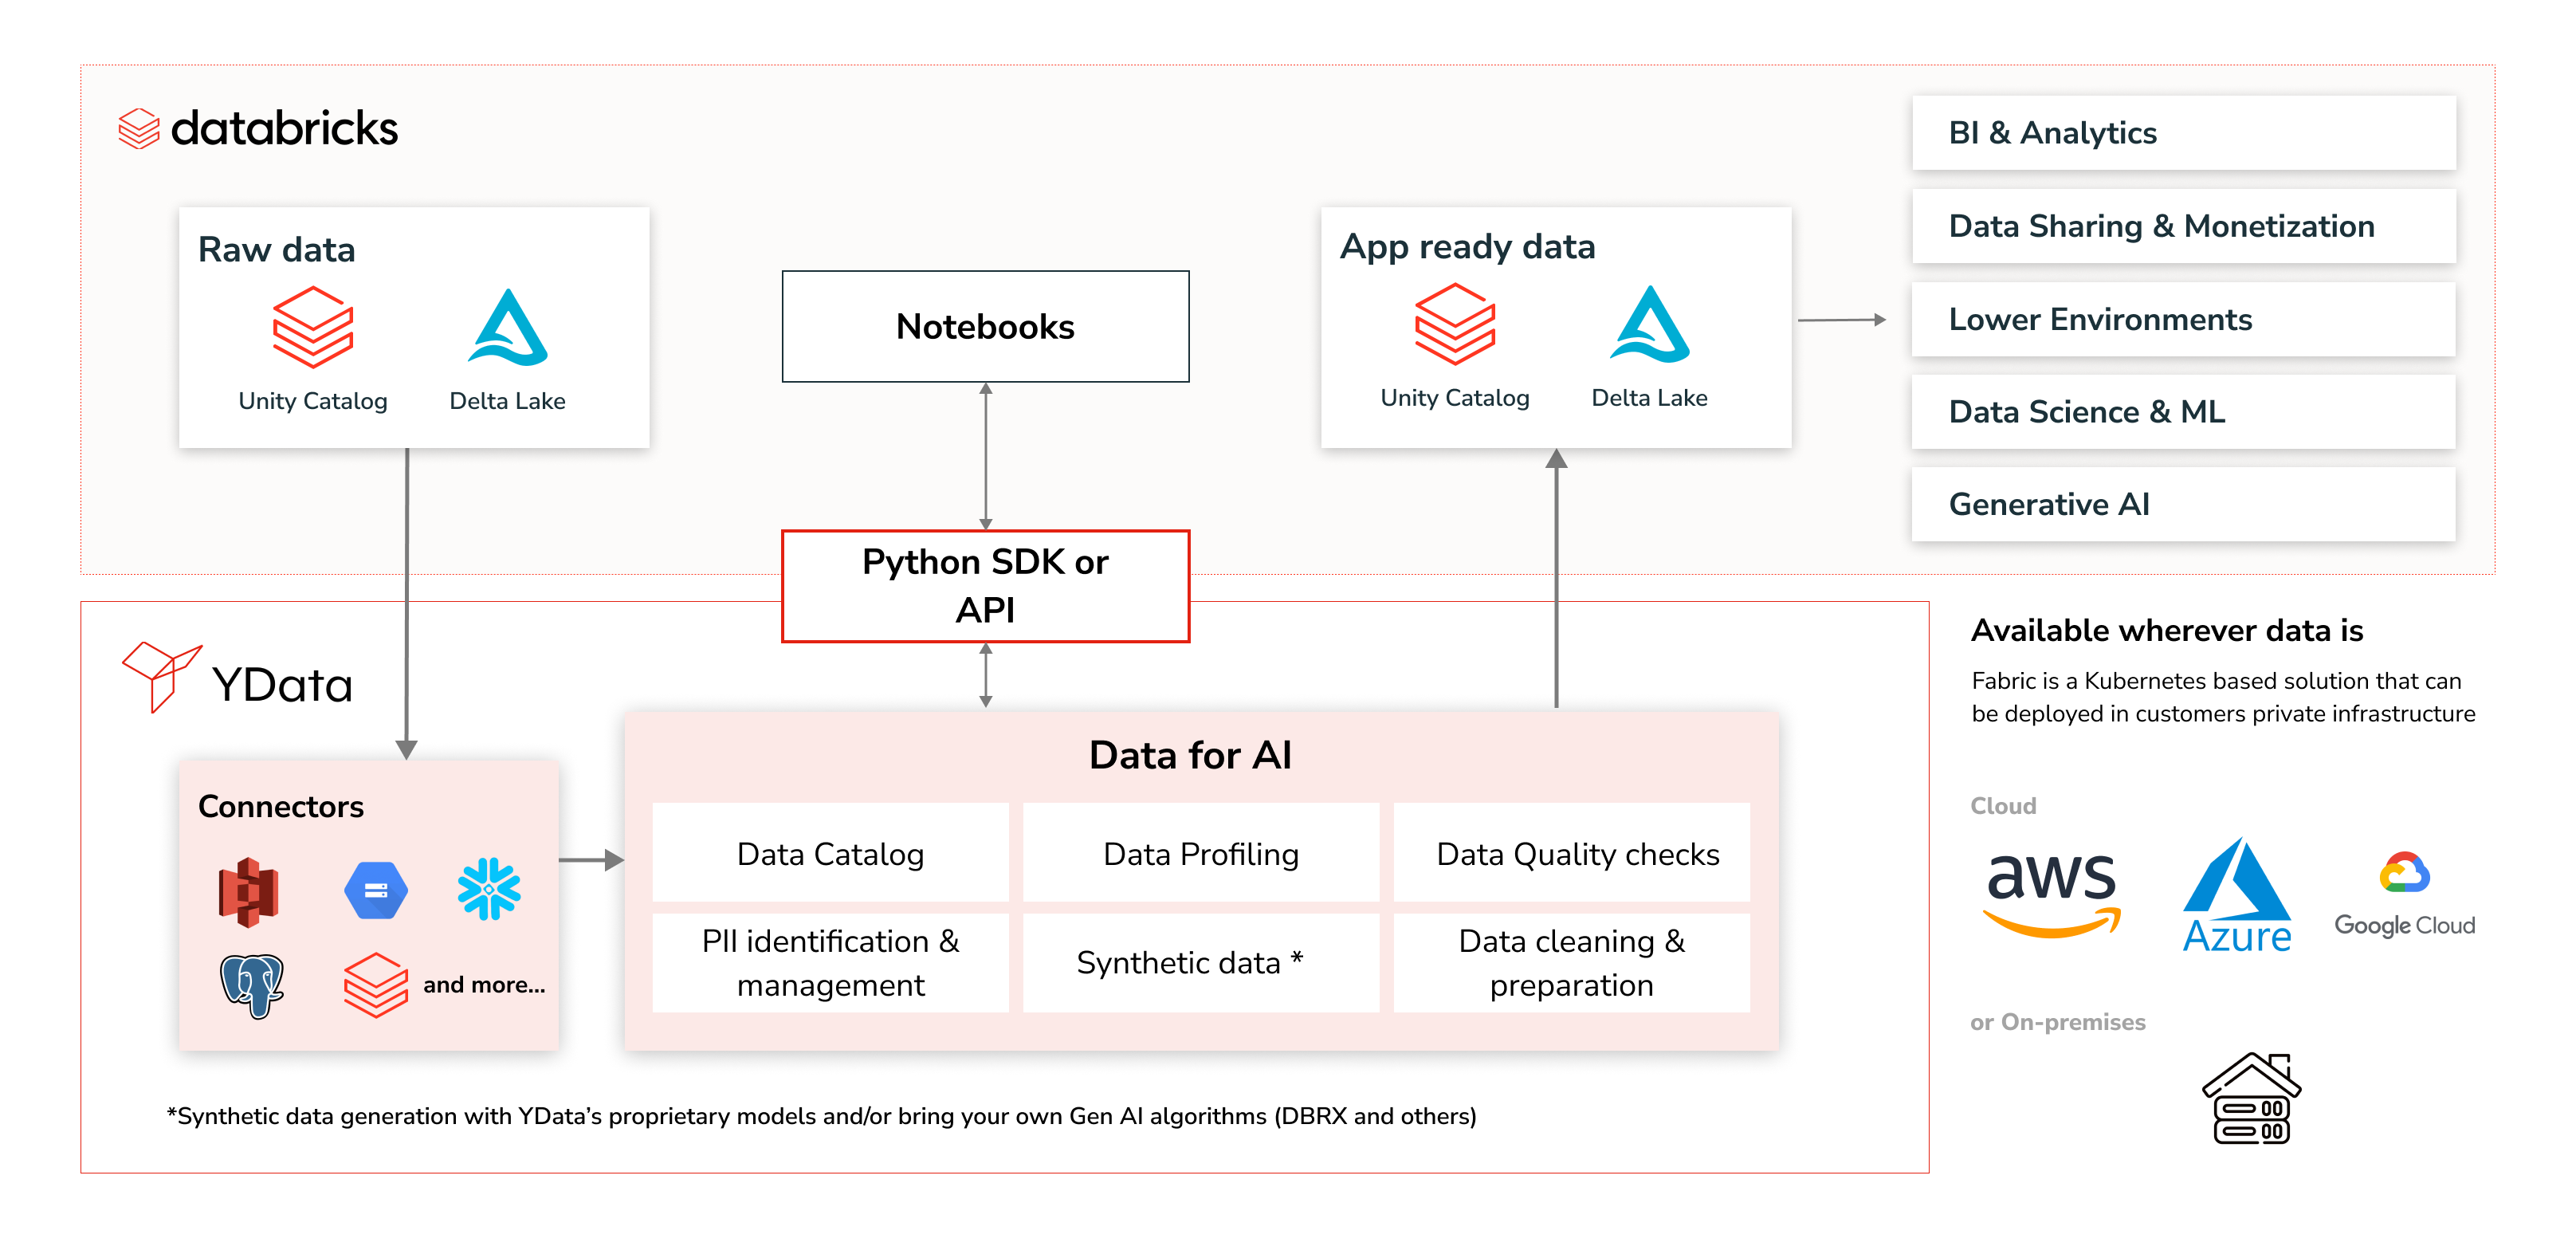 databricks
Raw data
Unity Catalog
Delta Lake
Notebooks
App ready data
Unity Catalog
Delta Lake
BI & Analytics
Data Sharing & Monetization
Lower Environments
Data Science & ML
Generative AI
Python SDK or
API
YData
Connectors
and more...
Data for AI
Data Catalog
Data Profiling
Data Quality checks
PII identification &
management
Synthetic data *
Data cleaning &
preparation
*Synthetic data generation with YData’s proprietary models and/or bring your own Gen AI algorithms (DBRX and others)
Available wherever data is
Fabric is a Kubernetes based solution that can
be deployed in customers private infrastructure
Cloud
aws
Azure
Google Cloud
or On-premises